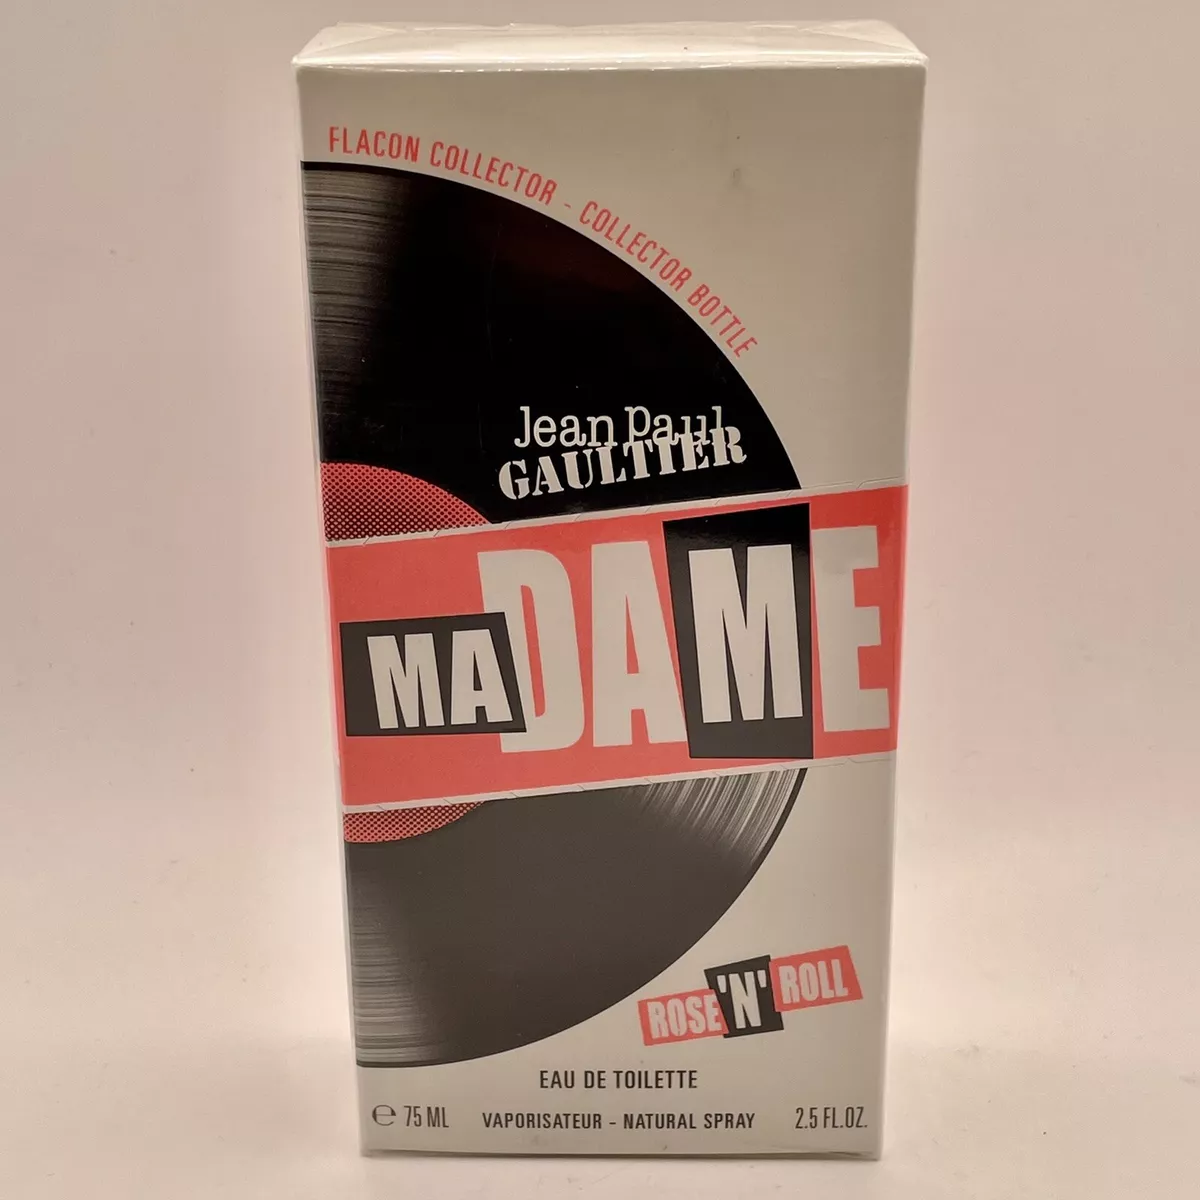 FLACON COLLECTOR - COLLECTOR BOTTLE
Jean Paul
GAULTIER
MADAME
ROSE 'N' ROLL
EAU DE TOILETTE
℮ 75 ML VAPORISATEUR - NATURAL SPRAY 2.5 FL.OZ.